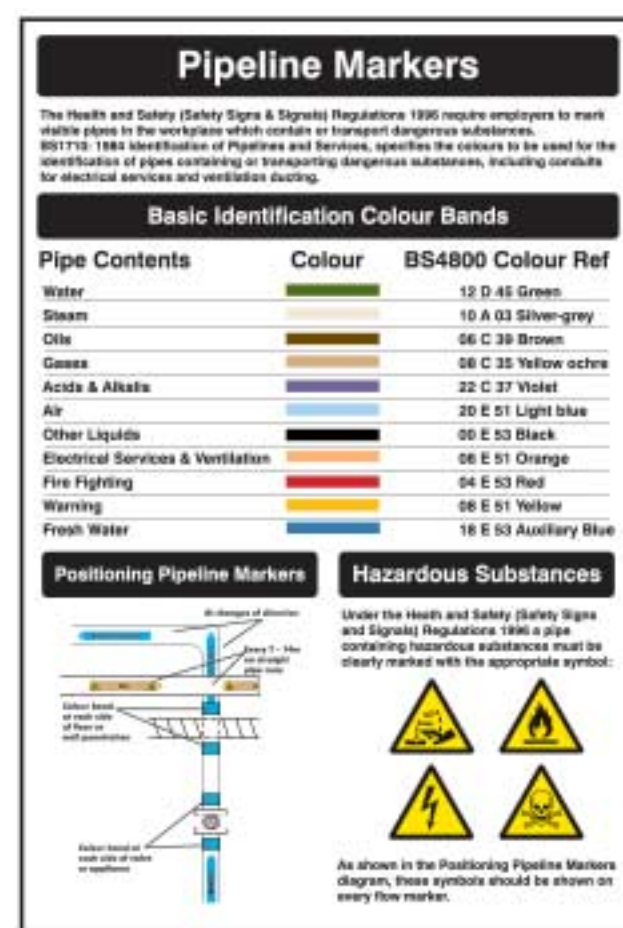 Pipeline Markers
The Health and Safety (Safety Signs & Signals) Regulations 1996 require employers to mark
visible pipes in the workplace which contain or transport dangerous substances.
BS1710: 1984 Identification of Pipelines and Services, specifies the colours to be used for the
identification of pipes containing or transporting dangerous substances, including conduits
for electrical services and ventilation ducting.
Basic Identification Colour Bands
Pipe Contents Colour BS4800 Colour Ref
Water 12 D 45 Green
Steam 10 A 03 Silver-grey
Oils 06 C 39 Brown
Gases 08 C 35 Yellow ochre
Acids & Alkalis 22 C 37 Violet
Air 20 E 51 Light blue
Other Liquids 00 E 53 Black
Electrical Services & Ventilation 06 E 51 Orange
Fire Fighting 04 E 53 Red
Warning 08 E 51 Yellow
Fresh Water 18 E 53 Auxiliary Blue
Positioning Pipeline Markers
At changes of direction
Every
on straight
pipe runs
Colour band
at each side
of floor or
wall penetration
Colour band at
each side of valve
or appliance
Hazardous Substances
Under the Heath and Safety (Safety Signs
and Signals) Regulations 1996 a pipe
containing hazardous substances must be
clearly marked with the appropriate symbol:
As shown in the Positioning Pipeline Markers
diagram, these symbols should be shown on
every flow marker.